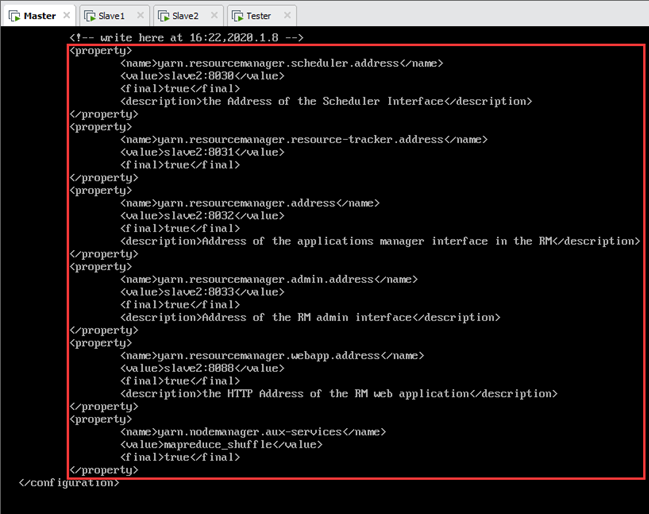 Master
Slave1
Slave2
Tester
<!-- write here at 16:22,2020.1.8 -->
<property>
<name>yarn.resourcemanager.scheduler.address</name>
<value>slave2:8030</value>
<final>true</final>
<description>the Address of the Scheduler Interface</description>
</property>
<property>
<name>yarn.resourcemanager.resource-tracker.address</name>
<value>slave2:8031</value>
<final>true</final>
</property>
<property>
<name>yarn.resourcemanager.address</name>
<value>slave2:8032</value>
<final>true</final>
<description>Address of the applications manager interface in the RM</description>
</property>
<property>
<name>yarn.resourcemanager.admin.address</name>
<value>slave2:8033</value>
<final>true</final>
<description>Address of the RM admin interface</description>
</property>
<property>
<name>yarn.resourcemanager.webapp.address</name>
<value>slave2:8088</value>
<final>true</final>
<description>the HTTP Address of the RM web application</description>
</property>
<property>
<name>yarn.nodemanager.aux-services</name>
<value>mapreduce_shuffle</value>
<final>true</final>
</property>
</configuration>